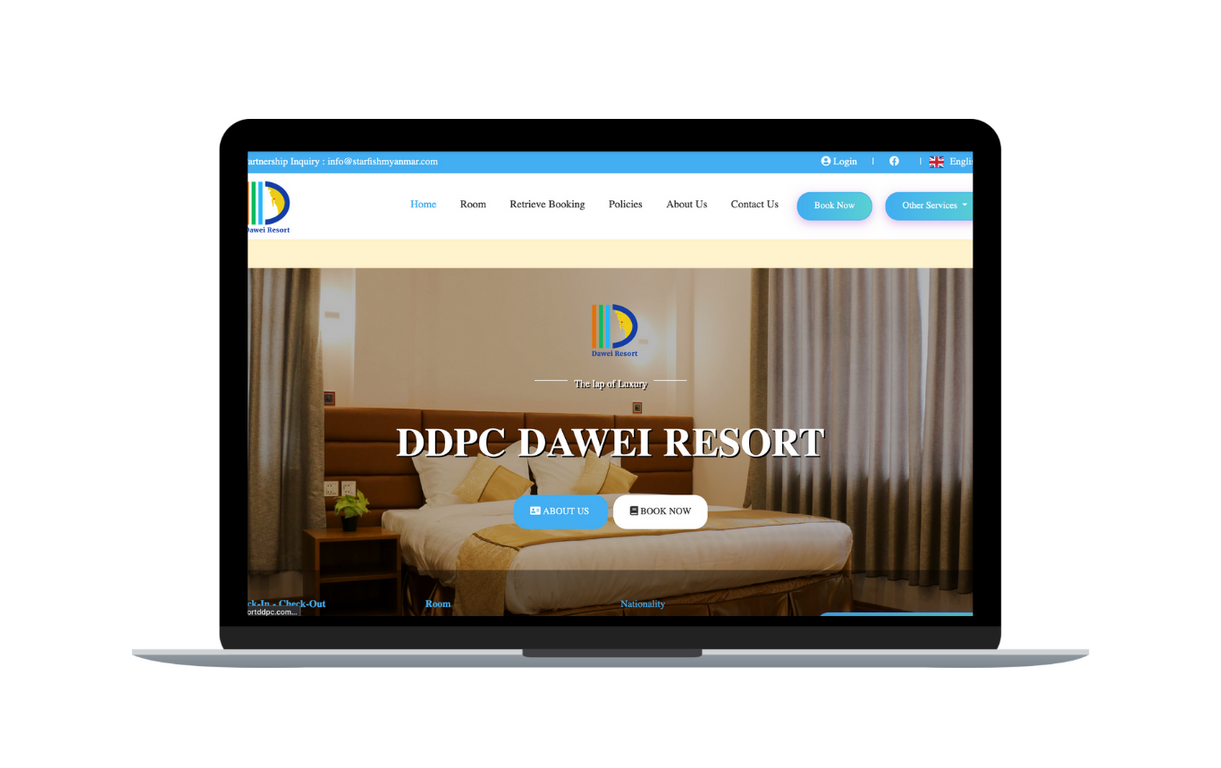 artnership Inquiry : info@starfishmyanmar.com
Login
Englis
Dawei Resort
Home
Room
Retrieve Booking
Policies
About Us
Contact Us
Book Now
Other Services
Dawei Resort
The lap of Luxury
DDPC DAWEI RESORT
ABOUT US
BOOK NOW
ck-In - Check-Out
Room
Nationality
ortddpc.com...